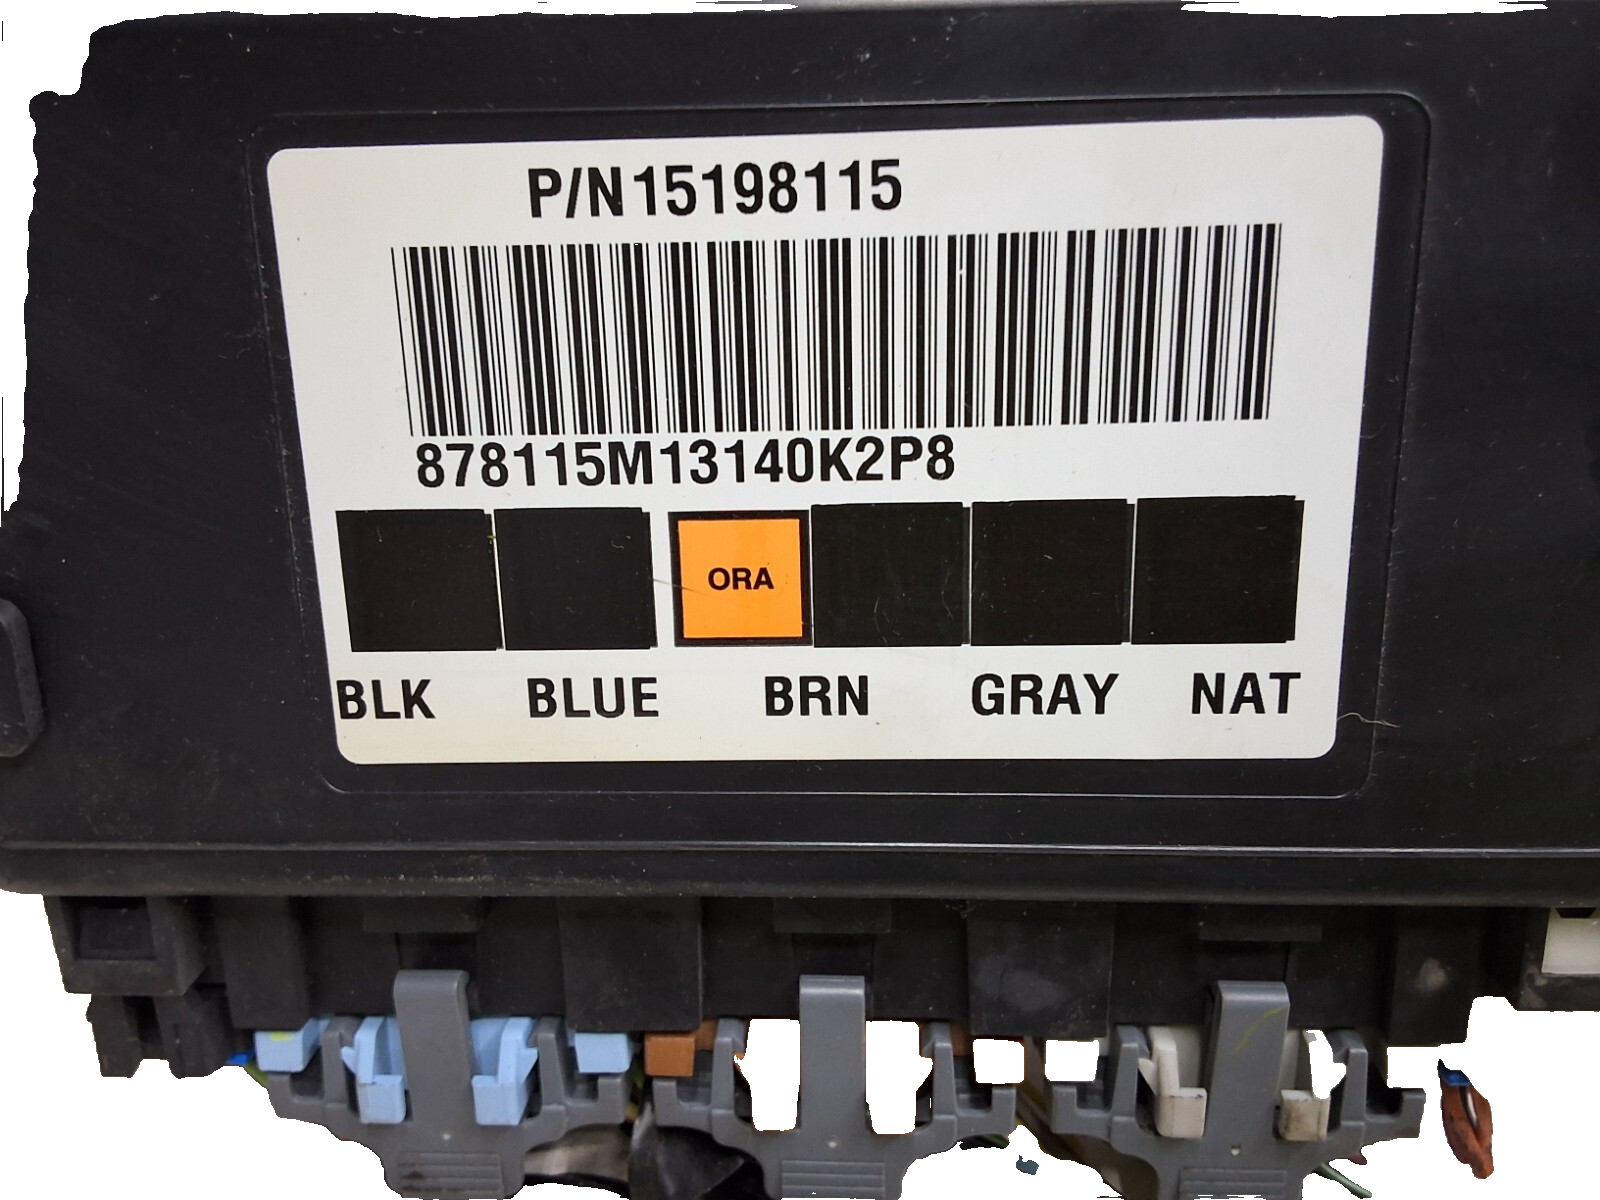 P/N15198115
878115M13140K2P8
ORA
BLK BLUE BRN GRAY NAT